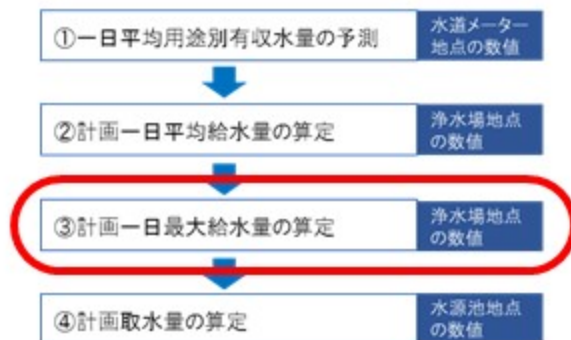 ①一日平均用途別有収水量の予測
水道メーター
地点の数値
②計画一日平均給水量の算定
浄水場地点
の数値
③計画一日最大給水量の算定
浄水場地点
の数値
④計画取水量の算定
水源池地点
の数値